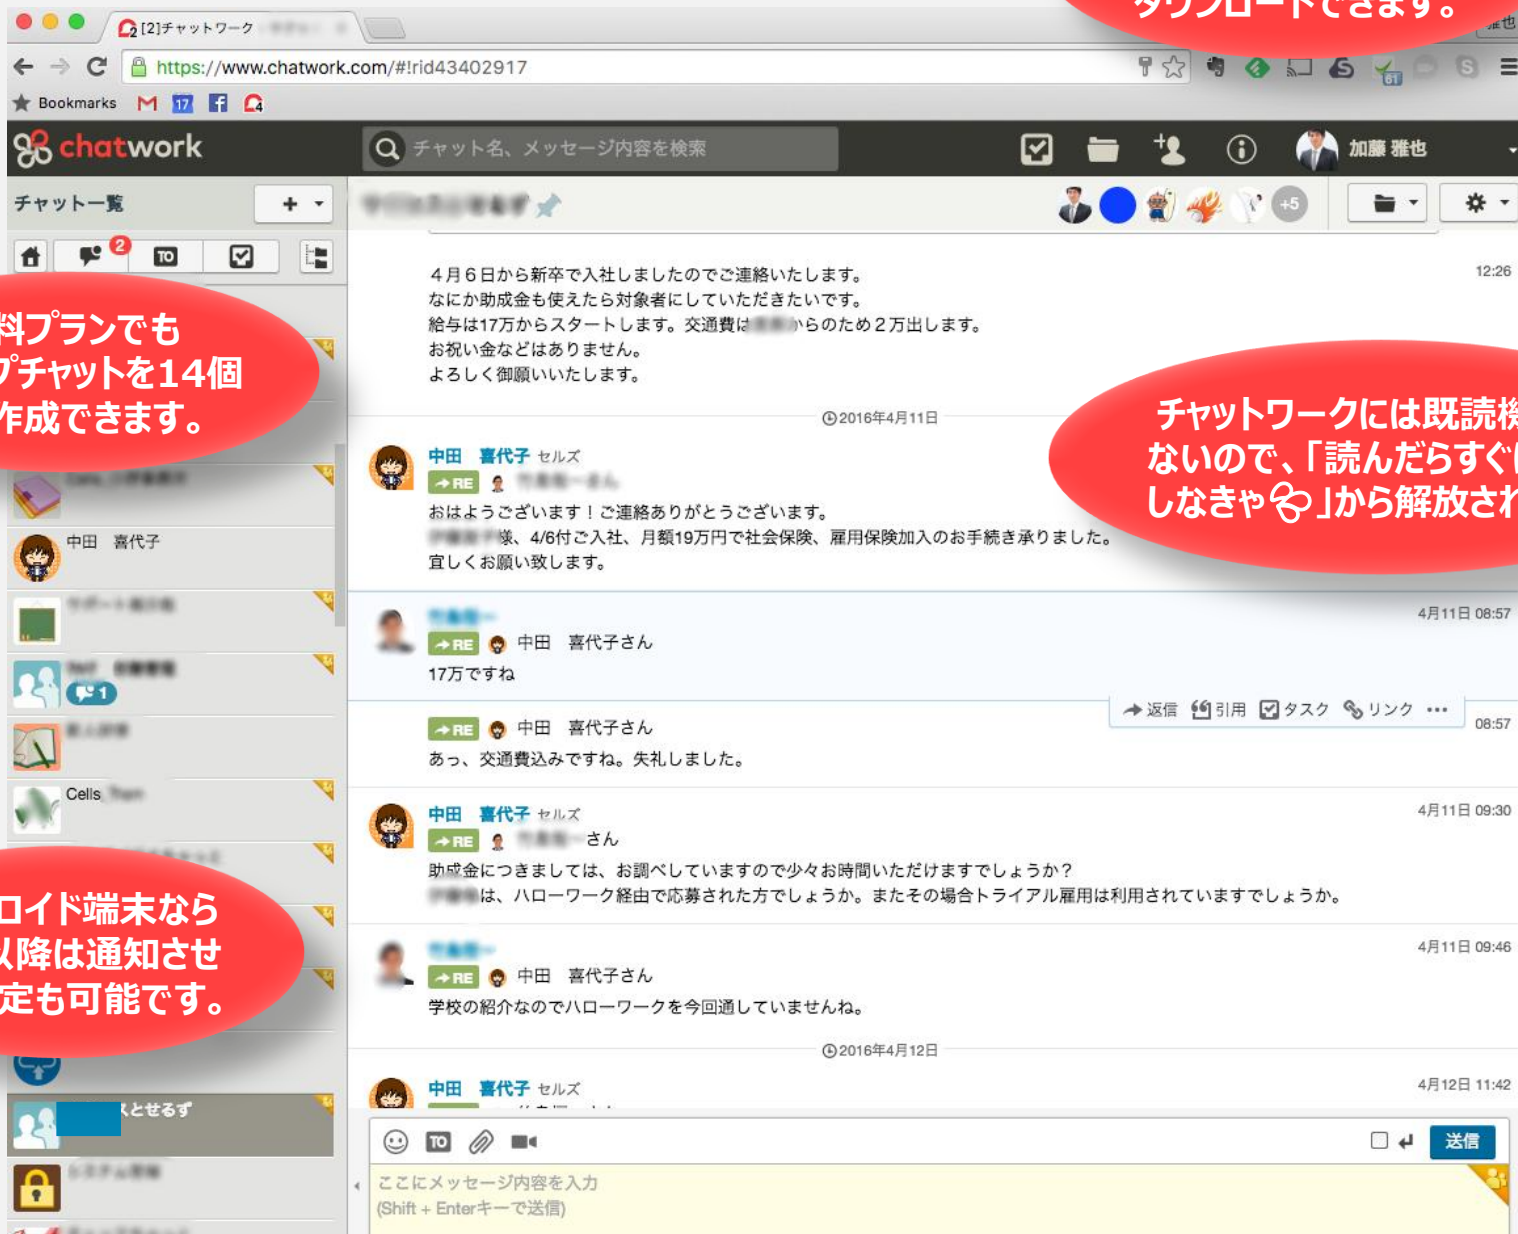 ダウンロードできます。
[2]チャットワーク
https://www.chatwork.com/#!rid43402917
61
Bookmarks
17
chatwork
チャット名、メッセージ内容を検索
加藤 雅也
チャット一覧
+5
2
TO
４月６日から新卒で入社しましたのでご連絡いたします。
12:26
なにか助成金も使えたら対象者にしていただきたいです。
給与は17万からスタートします。交通費は
からのため２万出します。
お祝い金などはありません。
よろしく御願いいたします。
料プランでも
プチャットを14個
作成できます。
2016年4月11日
チャットワークには既読機
ないので、「読んだらすぐ
しなきゃ」から解放され
中田　喜代子 セルズ
RE
おはようございます！ご連絡ありがとうございます。
様、4/6付ご入社、月額19万円で社会保険、雇用保険加入のお手続き承りました。
宜しくお願い致します。
中田　喜代子
4月11日 08:57
RE 中田　喜代子さん
17万ですね
1
返信 引用 タスク リンク
RE 中田　喜代子さん
08:57
あっ、交通費込みですね。失礼しました。
Cells
中田　喜代子 セルズ
4月11日 09:30
RE さん
助成金につきましては、お調べしていますので少々お時間いただけますでしょうか？
は、ハローワーク経由で応募された方でしょうか。またその場合トライアル雇用は利用されていますでしょうか。
ロイド端末なら
以降は通知させ
定も可能です。
4月11日 09:46
RE 中田　喜代子さん
学校の紹介なのでハローワークを今回通していませんね。
2016年4月12日
中田　喜代子 セルズ
4月12日 11:42
とせるず
TO
送信
ここにメッセージ内容を入力
(Shift + Enterキーで送信)